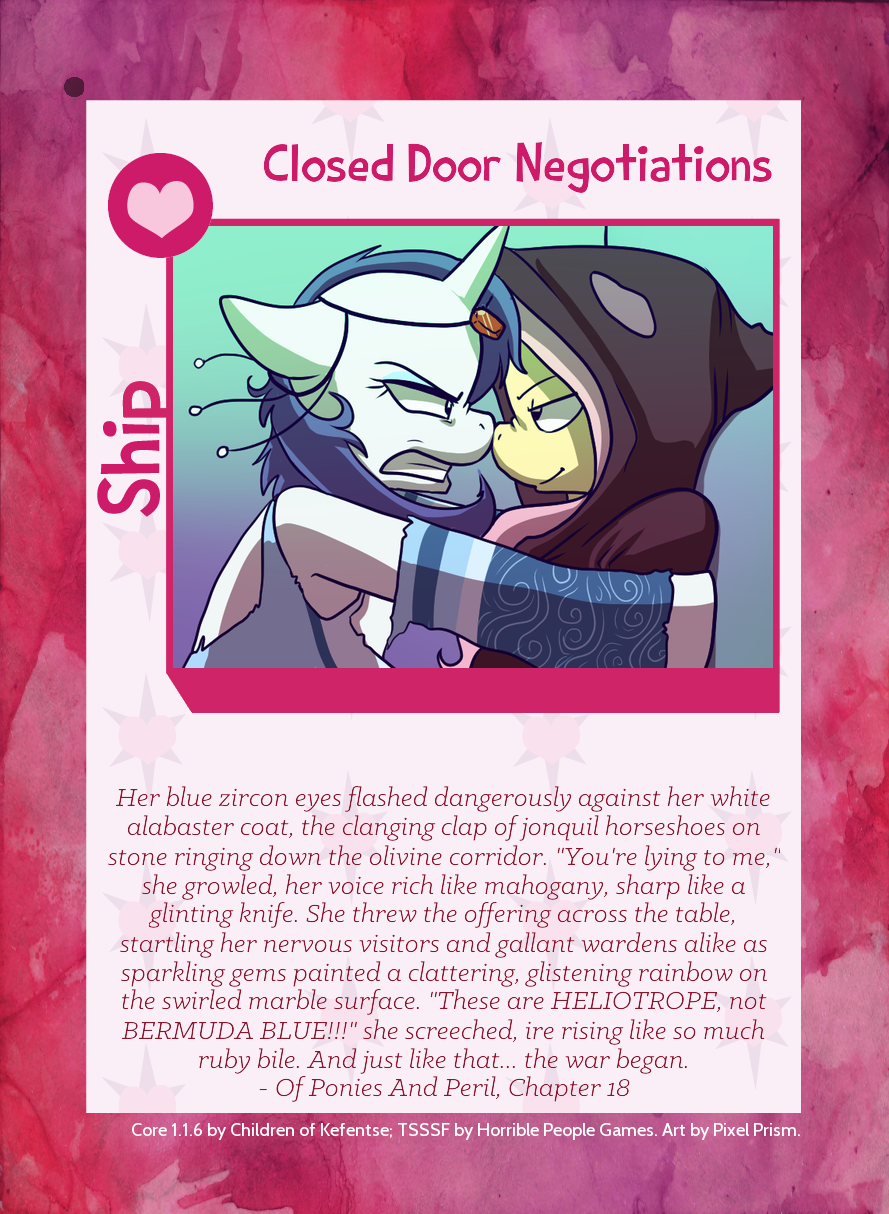 Closed Door Negotiations
Ship
Her blue zircon eyes flashed dangerously against her white
alabaster coat, the clanging clap of jonquil horseshoes on
stone ringing down the olivine corridor. "You're lying to me,"
she growled, her voice rich like mahogany, sharp like a
glinting knife. She threw the offering across the table,
startling her nervous visitors and gallant wardens alike as
sparkling gems painted a clattering, glistening rainbow on
the swirled marble surface. "These are HELIOTROPE, not
BERMUDA BLUE!!!" she screeched, ire rising like so much
ruby bile. And just like that... the war began.
- Of Ponies And Peril, Chapter 18
Core 1.1.6 by Children of Kefentse; TSSSF by Horrible People Games. Art by Pixel Prism.